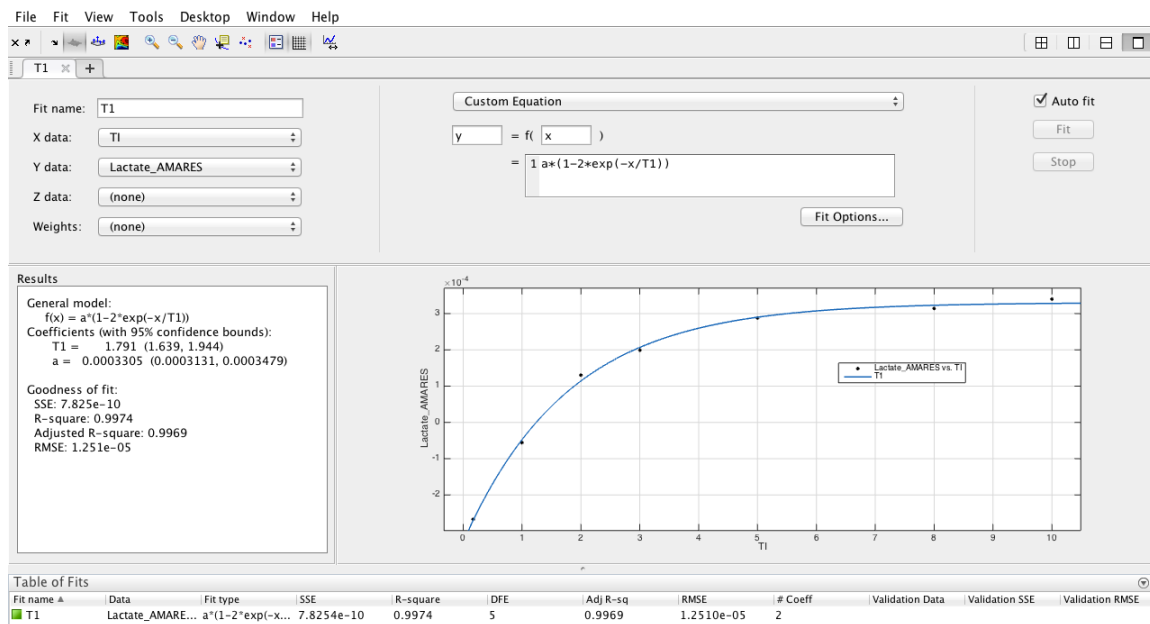 File Fit View Tools Desktop Window Help
T1
Fit name: T1
X data: TI
Y data: Lactate_AMARES
Z data: (none)
Weights: (none)
Custom Equation
y = f( x )
= 1 a*(1-2*exp(-x/T1))
Fit Options...
Auto fit
Fit
Stop
Results
General model:
f(x) = a*(1-2*exp(-x/T1))
Coefficients (with 95% confidence bounds):
T1 = 1.791 (1.639, 1.944)
a = 0.0003305 (0.0003131, 0.0003479)
Goodness of fit:
SSE: 7.825e-10
R-square: 0.9974
Adjusted R-square: 0.9969
RMSE: 1.251e-05
×10⁻⁴
3
2
1
0
-1
-2
Lactate_AMARES
Lactate_AMARES vs. TI
T1
0 1 2 3 4 5 6 7 8 9 10
TI
Table of Fits
Fit name Data Fit type SSE R-square DFE Adj R-sq RMSE # Coeff Validation Data Validation SSE Validation RMSE
T1 Lactate_AMARE... a*(1-2*exp(-x... 7.8254e-10 0.9974 5 0.9969 1.2510e-05 2